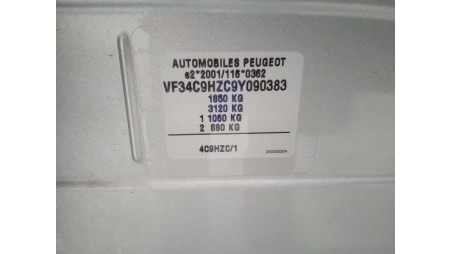 AUTOMOBILES PEUGEOT
e2*2001/116*0362
VF34C9HZC9Y090383
1850 KG
3120 KG
1 1060 KG
2 880 KG
4C9HZC/1